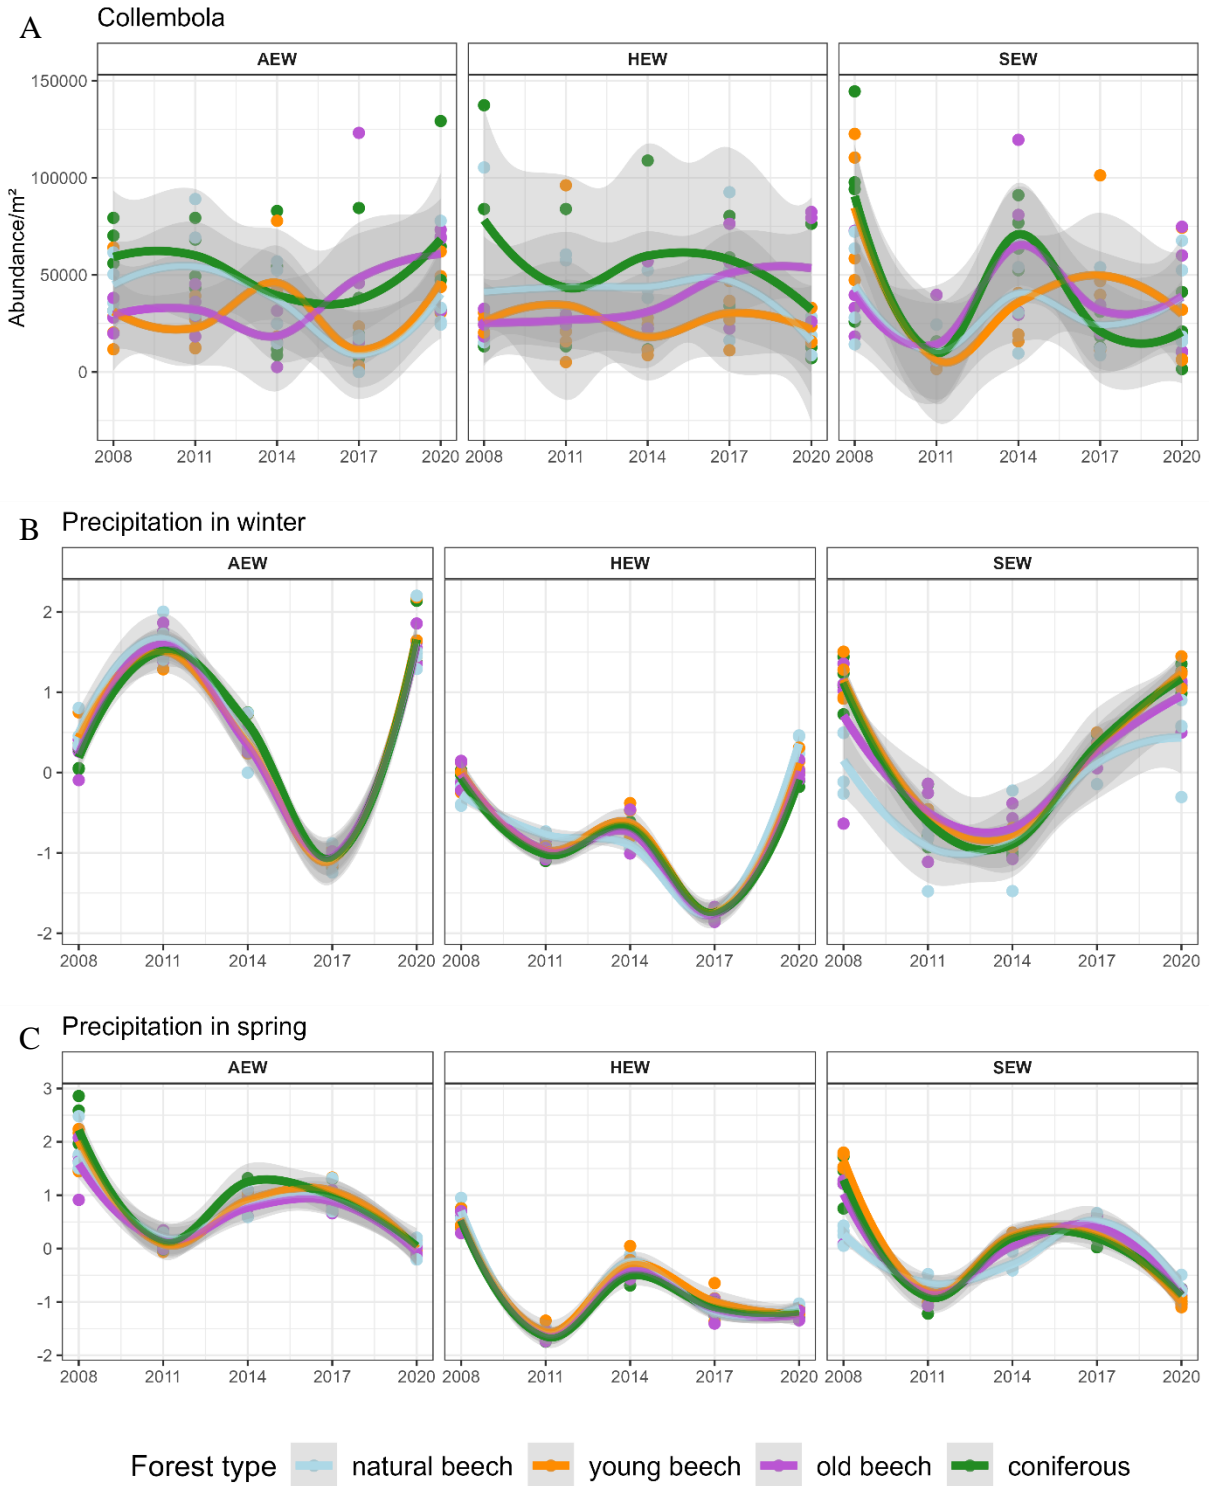 A
Collembola
AEW HEW SEW
Abundance/m²
150000
100000
50000
0
2008 2011 2014 2017 2020 2008 2011 2014 2017 2020 2008 2011 2014 2017 2020
B
Precipitation in winter
AEW HEW SEW
2
1
0
-1
-2
2008 2011 2014 2017 2020 2008 2011 2014 2017 2020 2008 2011 2014 2017 2020
C
Precipitation in spring
AEW HEW SEW
3
2
1
0
-1
-2
2008 2011 2014 2017 2020 2008 2011 2014 2017 2020 2008 2011 2014 2017 2020
Forest type natural beech young beech old beech coniferous